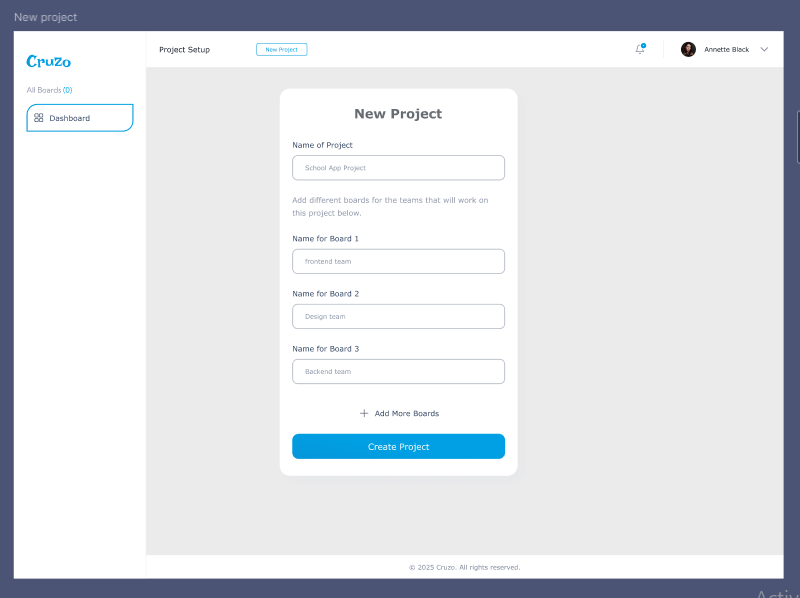 New project
Cruzo
Project Setup
New Project
Annette Black
All Boards (0)
Dashboard
New Project
Name of Project
School App Project
Add different boards for the teams that will work on
this project below.
Name for Board 1
frontend team
Name for Board 2
Design team
Name for Board 3
Backend team
Add More Boards
Create Project
© 2025 Cruzo. All rights reserved.
Activ